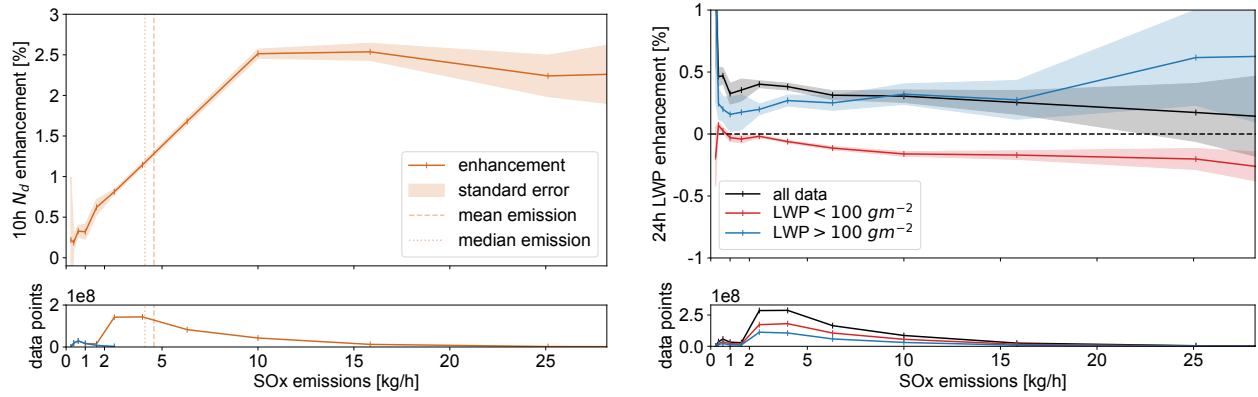 3
2.5
2
1.5
1
0.5
0
10h N_d enhancement [%]
enhancement
standard error
mean emission
median emission
1e8
2
0
data points
0 1 2 5 10 15 20 25
SOx emissions [kg/h]
1
0.5
0
-0.5
-1
24h LWP enhancement [%]
all data
LWP < 100 gm⁻²
LWP > 100 gm⁻²
1e8
2.5
0.0
data points
0 1 2 5 10 15 20 25
SOx emissions [kg/h]